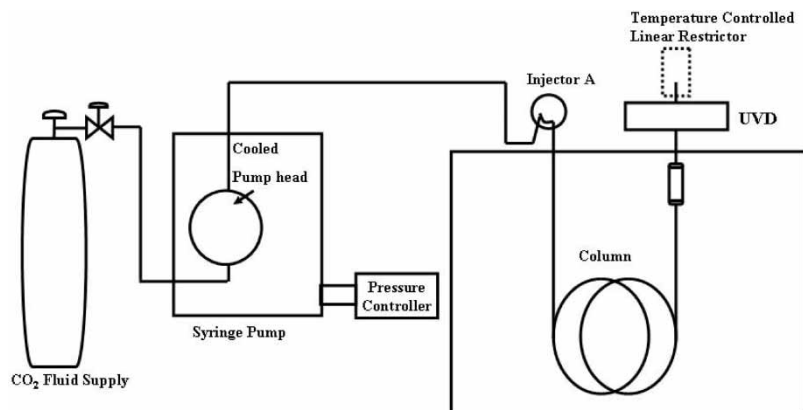 Temperature Controlled
Linear Restrictor
Injector A
UVD
Cooled
Pump head
Column
Pressure
Controller
Syringe Pump
CO₂ Fluid Supply